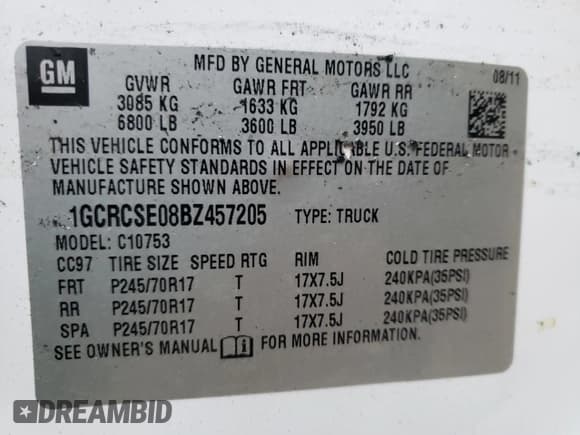 GM
MFD BY GENERAL MOTORS LLC 08/11
GVWR GAWR FRT GAWR RR
3085 KG 1633 KG 1792 KG
6800 LB 3600 LB 3950 LB
THIS VEHICLE CONFORMS TO ALL APPLICABLE U.S. FEDERAL MOTOR
VEHICLE SAFETY STANDARDS IN EFFECT ON THE DATE OF
MANUFACTURE SHOWN ABOVE.
1GCRCSE08BZ457205 TYPE: TRUCK
MODEL: C10753
CC97 TIRE SIZE SPEED RTG RIM COLD TIRE PRESSURE
FRT P245/70R17 T 17X7.5J 240KPA(35PSI)
RR P245/70R17 T 17X7.5J 240KPA(35PSI)
SPA P245/70R17 T 17X7.5J 240KPA(35PSI)
SEE OWNER'S MANUAL FOR MORE INFORMATION.
DREAMBID